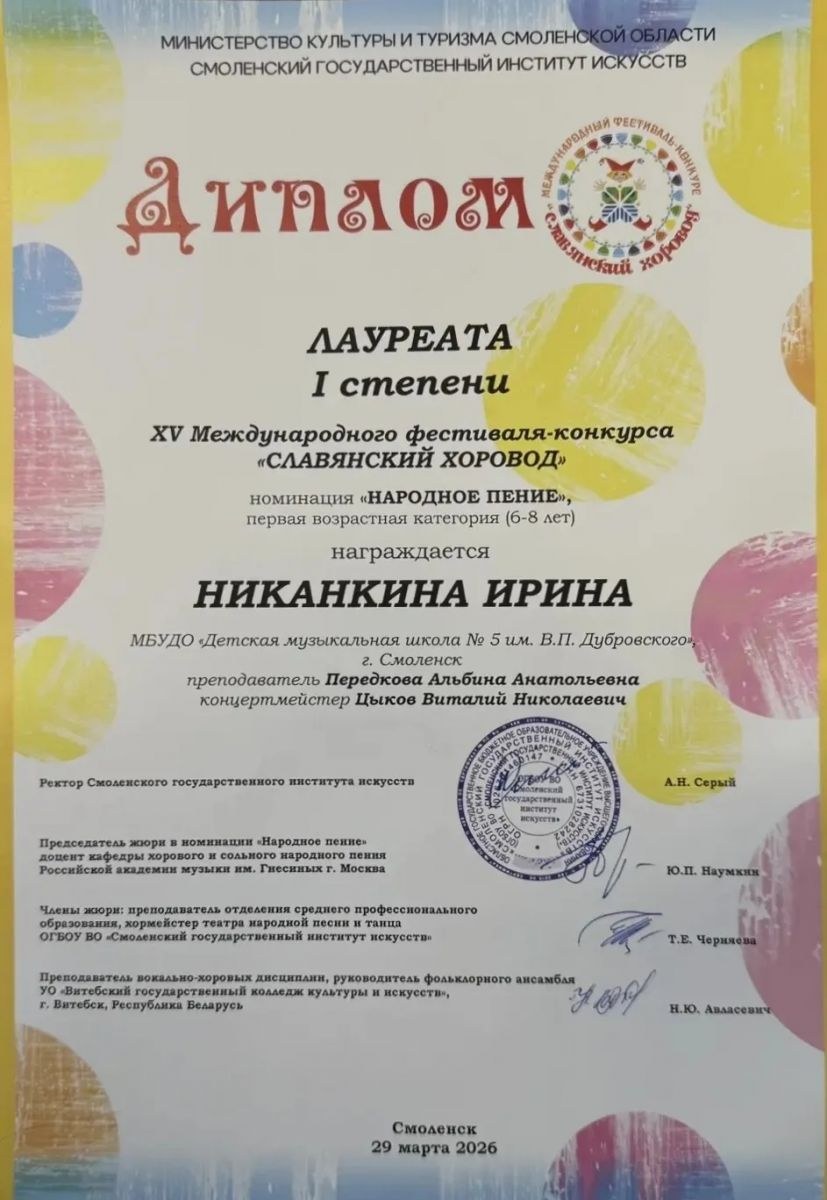 МИНИСТЕРСТВО КУЛЬТУРЫ И ТУРИЗМА СМОЛЕНСКОЙ ОБЛАСТИ
СМОЛЕНСКИЙ ГОСУДАРСТВЕННЫЙ ИНСТИТУТ ИСКУССТВ
ДИПЛОМ
МЕЖДУНАРОДНЫЙ ФЕСТИВАЛЬ-КОНКУРС
"СЛАВЯНСКИЙ ХОРОВОД"
ЛАУРЕАТА
I степени
XV Международного фестиваля-конкурса
«СЛАВЯНСКИЙ ХОРОВОД»
номинация «НАРОДНОЕ ПЕНИЕ»,
первая возрастная категория (6-8 лет)
награждается
НИКАНКИНА ИРИНА
МБУДО «Детская музыкальная школа № 5 им. В.П. Дубровского»,
г. Смоленск
преподаватель Передкова Альбина Анатольевна
концертмейстер Цыков Виталий Николаевич
Ректор Смоленского государственного института искусств
А.Н. Серый
ОГБОУ ВО
Смоленский
государственный
институт
искусств»
Председатель жюри в номинации «Народное пение»
доцент кафедры хорового и сольного народного пения
Российской академии музыки им. Гнесиных г. Москва
Ю.П. Наумкин
Члены жюри: преподаватель отделения среднего профессионального
образования, хормейстер театра народной песни и танца
ОГБОУ ВО «Смоленский государственный институт искусств»
Т.Е. Черняева
Преподаватель вокально-хоровых дисциплин, руководитель фольклорного ансамбля
УО «Витебский государственный колледж культуры и искусств»,
г. Витебск, Республика Беларусь
Н.Ю. Авласевич
Смоленск
29 марта 2026